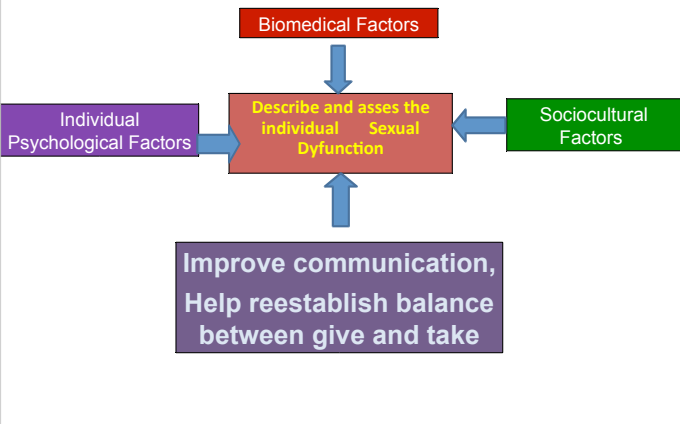 Biomedical Factors
Individual
Psychological Factors
Describe and asses the
individual Sexual
Dyfunction
Sociocultural
Factors
Improve communication,
Help reestablish balance
between give and take